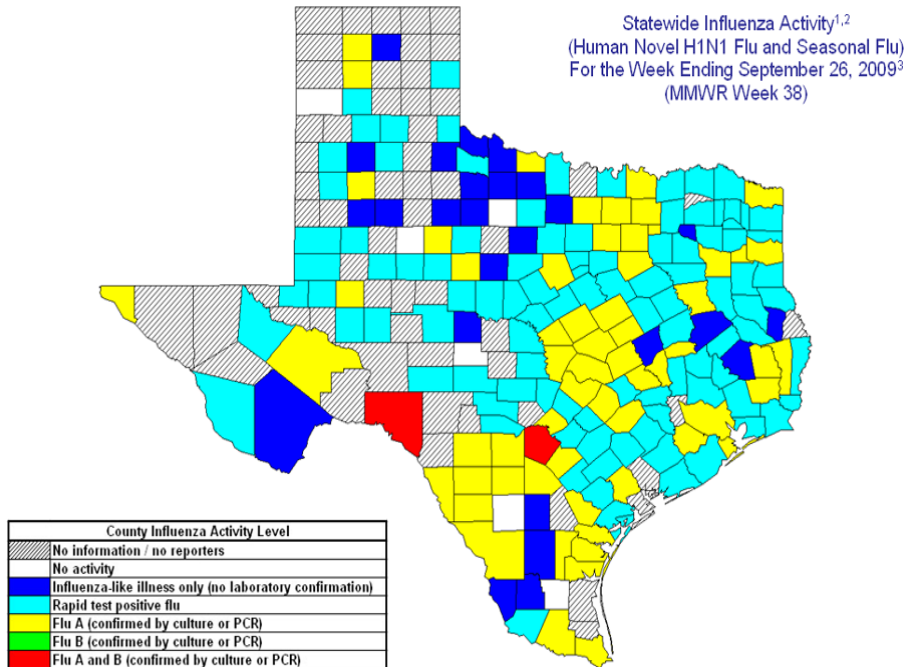 Statewide Influenza Activity1,2
(Human Novel H1N1 Flu and Seasonal Flu)
For the Week Ending September 26, 20093
(MMWR Week 38)
County Influenza Activity Level
No information / no reporters
No activity
Influenza-like illness only (no laboratory confirmation)
Rapid test positive flu
Flu A (confirmed by culture or PCR)
Flu B (confirmed by culture or PCR)
Flu A and B (confirmed by culture or PCR)